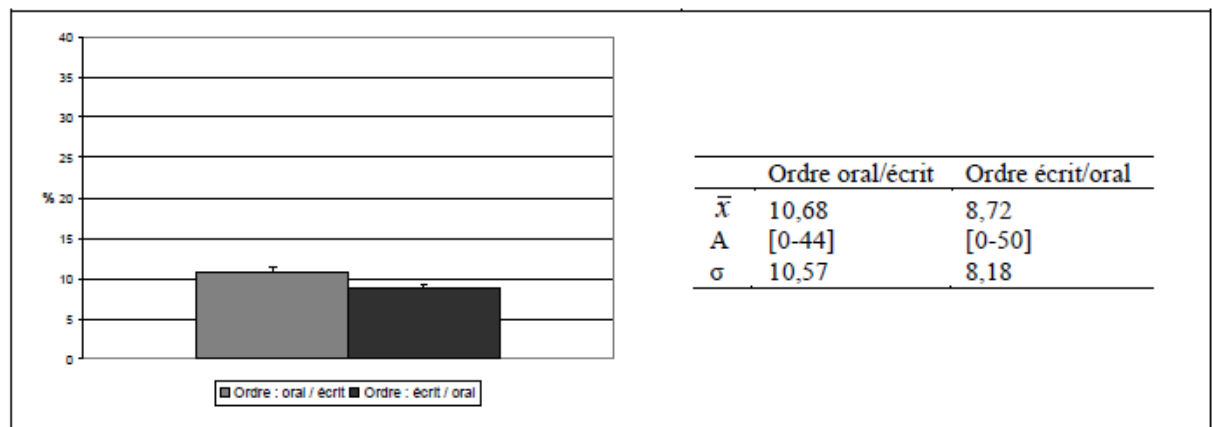 40
35
30
25
% 20
15
10
5
0
Ordre : oral / écrit Ordre : écrit / oral
Ordre oral/écrit Ordre écrit/oral
x̄ 10,68 8,72
A [0-44] [0-50]
σ 10,57 8,18